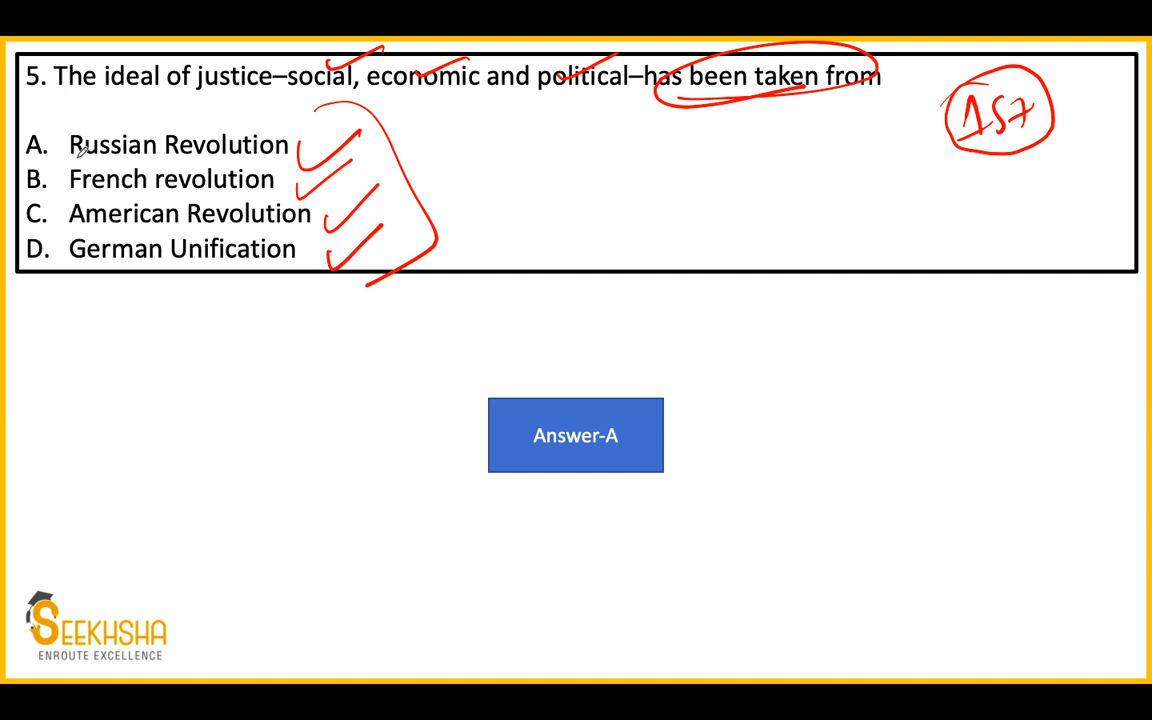 5. The ideal of justice–social, economic and political–has been taken from
1st
A. Russian Revolution
B. French revolution
C. American Revolution
D. German Unification
Answer-A
SEEKHSHA
ENROUTE EXCELLENCE